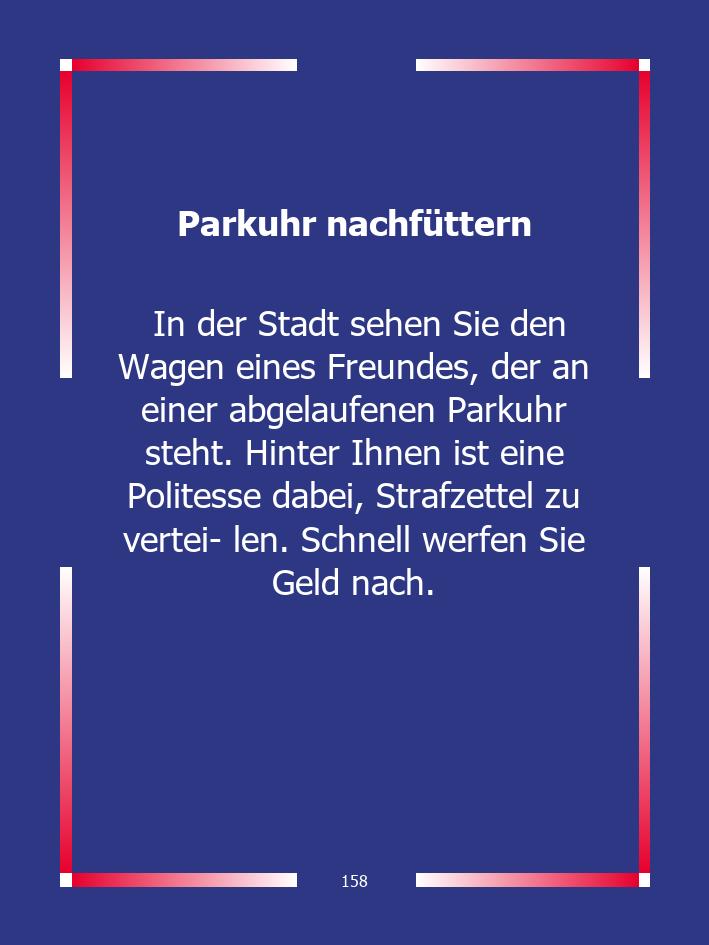 Parkuhr nachfüttern
In der Stadt sehen Sie den
Wagen eines Freundes, der an
einer abgelaufenen Parkuhr
steht. Hinter Ihnen ist eine
Politesse dabei, Strafzettel zu
vertei- len. Schnell werfen Sie
Geld nach.
158